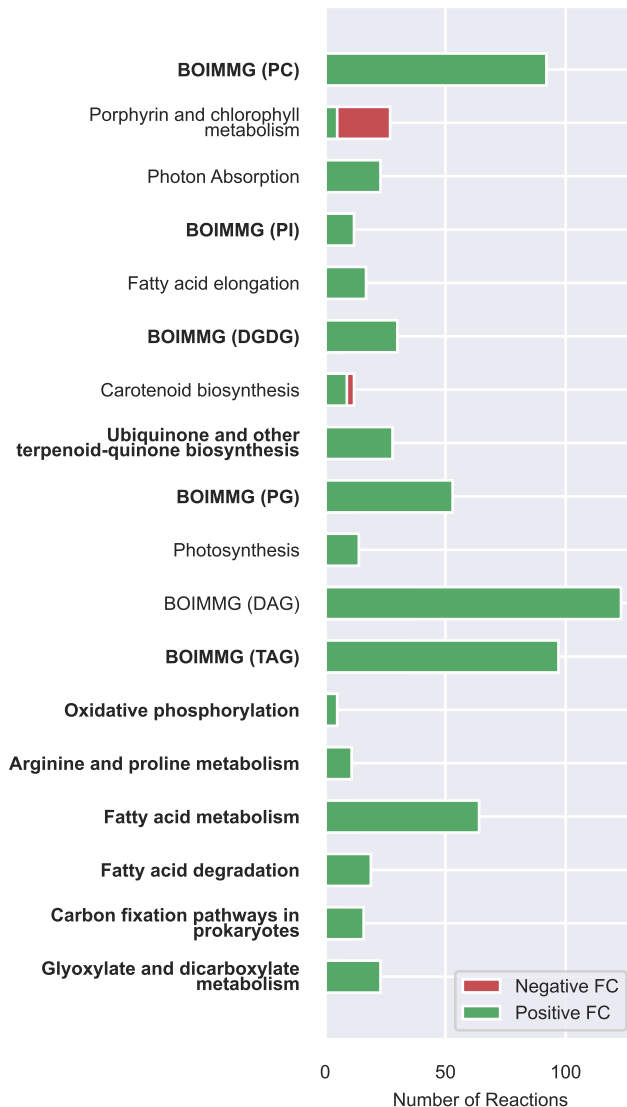 BOIMMG (PC)
Porphyrin and chlorophyll
metabolism
Photon Absorption
BOIMMG (PI)
Fatty acid elongation
BOIMMG (DGDG)
Carotenoid biosynthesis
Ubiquinone and other
terpenoid-quinone biosynthesis
BOIMMG (PG)
Photosynthesis
BOIMMG (DAG)
BOIMMG (TAG)
Oxidative phosphorylation
Arginine and proline metabolism
Fatty acid metabolism
Fatty acid degradation
Carbon fixation pathways in
prokaryotes
Glyoxylate and dicarboxylate
metabolism
Negative FC
Positive FC
0 50 100
Number of Reactions